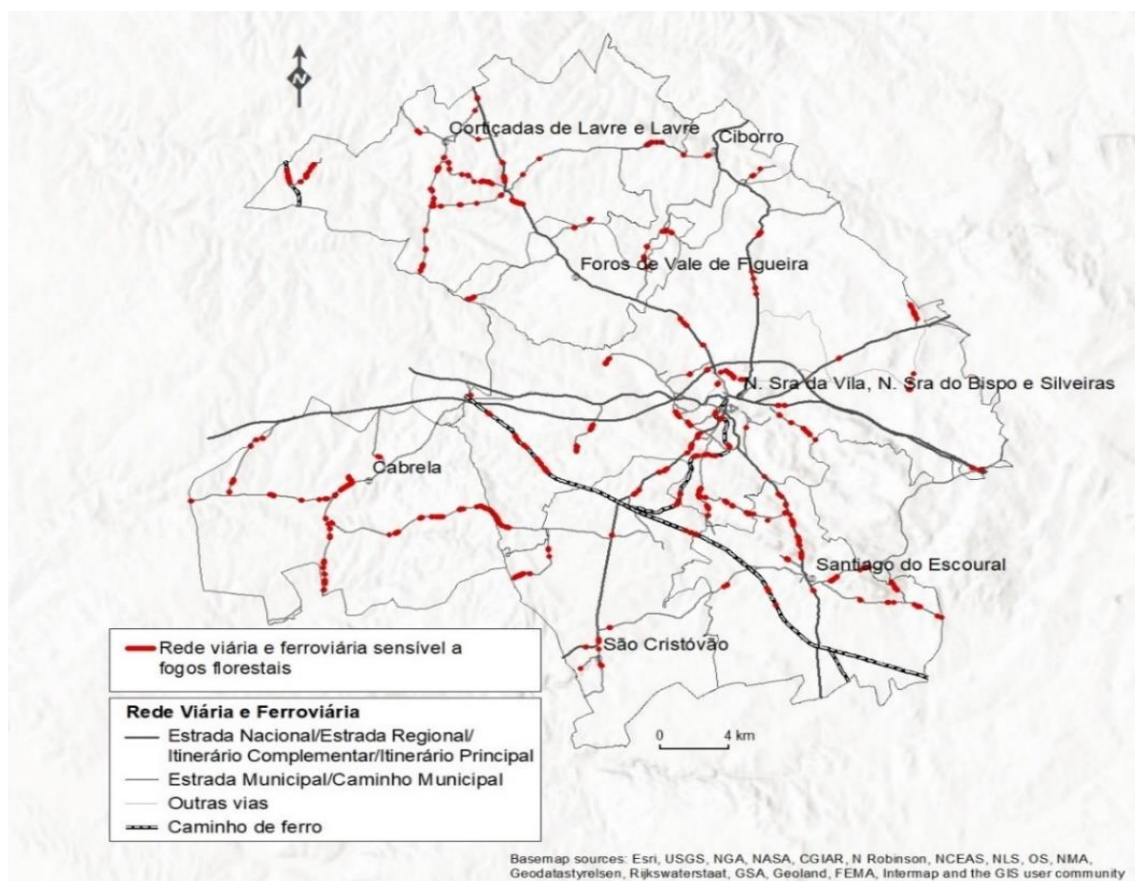 N
Cortiçadas de Lavre e Lavre
Ciborro
Foros de Vale de Figueira
N. Sra da Vila, N. Sra do Bispo e Silveiras
Cabrela
Santiago do Escoural
São Cristóvão
0 4 km
Rede viária e ferroviária sensível a
fogos florestais
Rede Viária e Ferroviária
Estrada Nacional/Estrada Regional/
Itinerário Complementar/Itinerário Principal
Estrada Municipal/Caminho Municipal
Outras vias
Caminho de ferro
Basemap sources: Esri, USGS, NGA, NASA, CGIAR, N Robinson, NCEAS, NLS, OS, NMA,
Geodatastyrelsen, Rijkswaterstaat, GSA, Geoland, FEMA, Intermap and the GIS user community